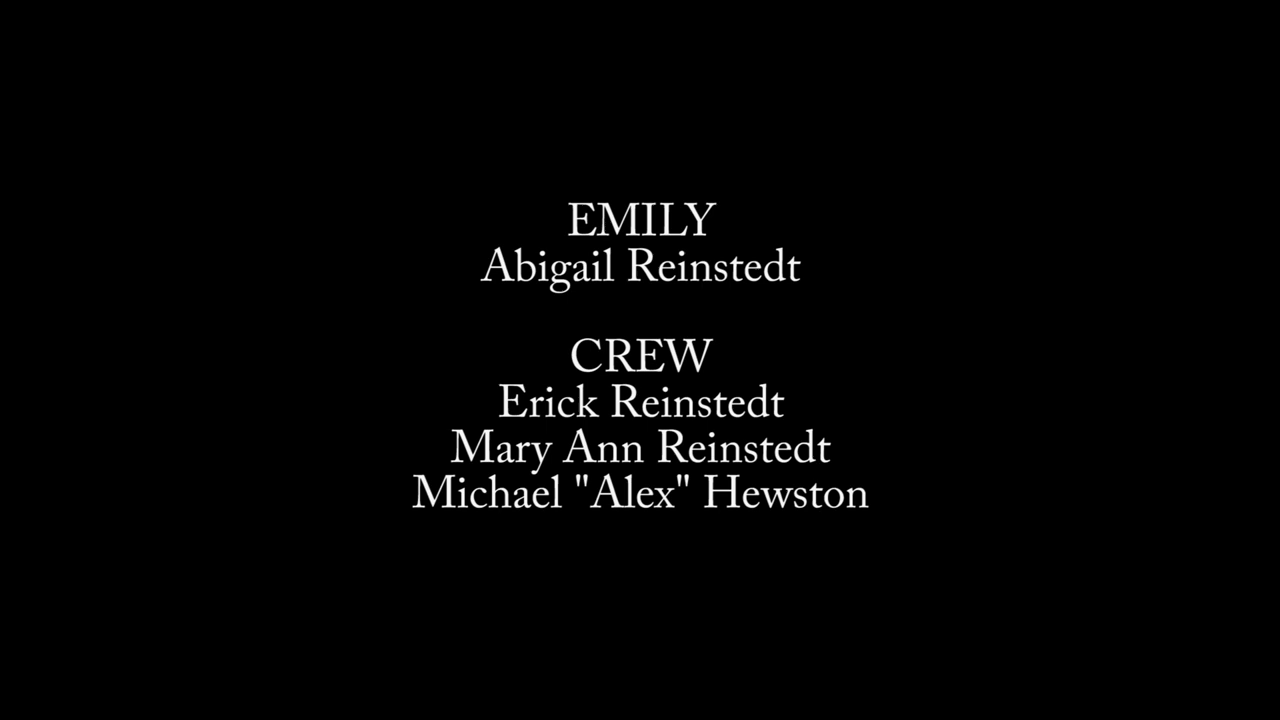 EMILY
Abigail Reinstedt
CREW
Erick Reinstedt
Mary Ann Reinstedt
Michael "Alex" Hewston